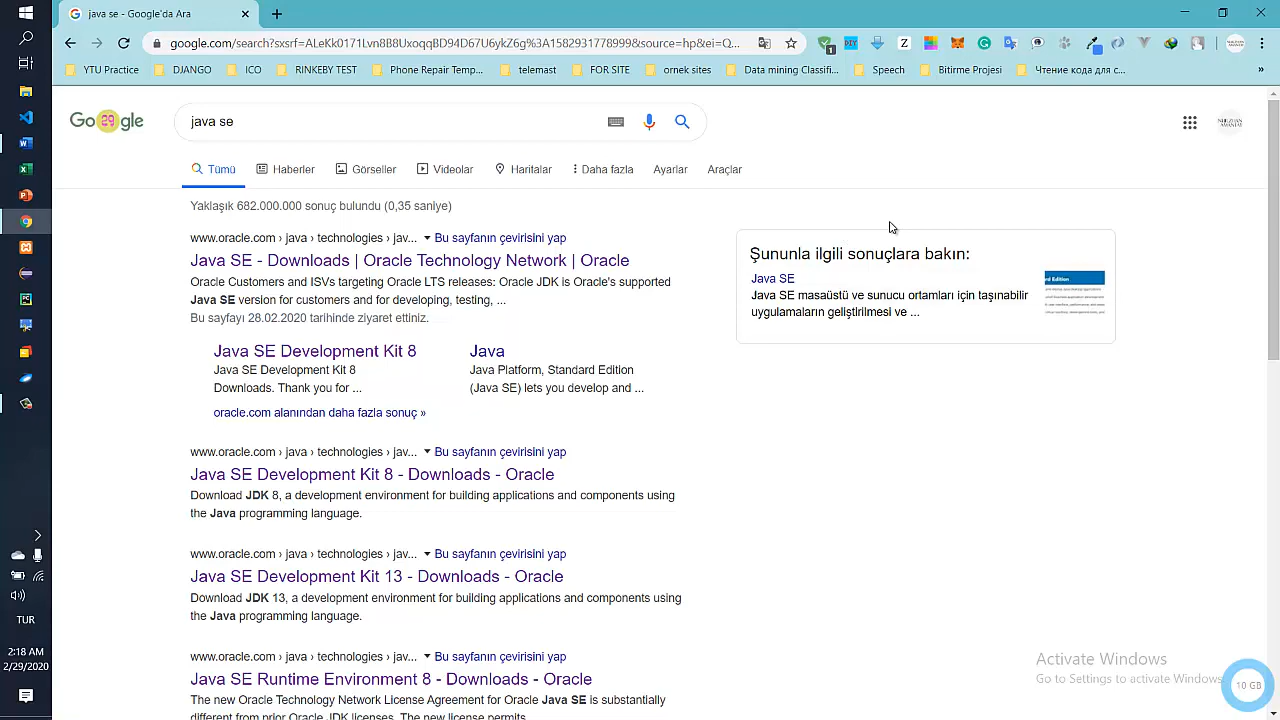 java se - Google'da Ara
google.com/search?
YTU Practice
DJANGO
ICO
RINKEBY TEST
Phone Repair Temp...
telemast
FOR SITE
ornek sites
Data mining Classifi...
Speech
Bitirme Projesi
Чтение кода для с...
»
Google
29
java se
Tümü
Haberler
Görseller
Videolar
Haritalar
Daha fazla
Ayarlar
Araçlar
Yaklaşık 682.000.000 sonuç bulundu (0,35 saniye)
www.oracle.com › java › technologies › jav... Bu sayfanın çevirisini yap
Java SE - Downloads | Oracle Technology Network | Oracle
Oracle Customers and ISVs targeting Oracle LTS releases: Oracle JDK is Oracle's supported
Java SE version for customers and for developing, testing, ...
Bu sayfayı 28.02.2020 tarihinde ziyaret ettiniz.
Java SE Development Kit 8
Java SE Development Kit 8
Downloads. Thank you for ...
Java
Java Platform, Standard Edition
(Java SE) lets you develop and ...
oracle.com alanından daha fazla sonuç »
www.oracle.com › java › technologies › jav... Bu sayfanın çevirisini yap
Java SE Development Kit 8 - Downloads - Oracle
Download JDK 8, a development environment for building applications and components using
the Java programming language.
www.oracle.com › java › technologies › jav... Bu sayfanın çevirisini yap
Java SE Development Kit 13 - Downloads - Oracle
Download JDK 13, a development environment for building applications and components using
the Java programming language.
www.oracle.com › java › technologies › jav... Bu sayfanın çevirisini yap
Java SE Runtime Environment 8 - Downloads - Oracle
The new Oracle Technology Network License Agreement for Oracle Java SE is substantially
different from prior Oracle JDK licenses. The new license permits
Şununla ilgili sonuçlara bakın:
Java SE
Java SE masaüstü ve sunucu ortamları için taşınabilir
uygulamaların geliştirilmesi ve ...
Activate Windows
Go to Settings to activate Windows
10 GB
TUR
2:18 AM
2/29/2020